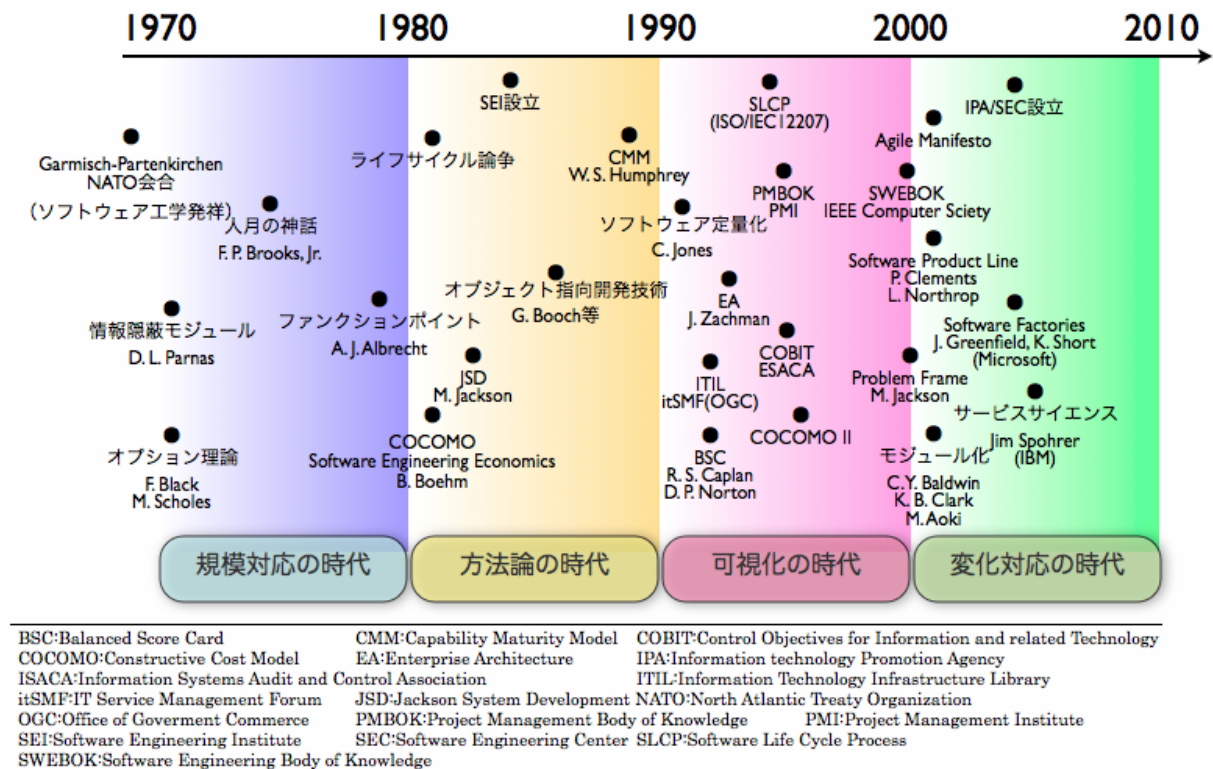 1970 1980 1990 2000 2010
SEI設立
SLCP
(ISO/IEC12207)
IPA/SEC設立
Agile Manifesto
Garmisch-Partenkirchen
NATO会合
(ソフトウェア工学発祥)
ライフサイクル論争
CMM
W. S. Humphrey
PMBOK
PMI
SWEBOK
IEEE Computer Sciety
人月の神話
F. P. Brooks, Jr.
ソフトウェア定量化
C. Jones
Software Product Line
P. Clements
L. Northrop
オブジェクト指向開発技術
G. Booch等
EA
J. Zachman
情報隠蔽モジュール
D. L. Parnas
ファンクションポイント
A. J. Albrecht
Software Factories
J. Greenfield, K. Short
(Microsoft)
COBIT
ESACA
JSD
M. Jackson
ITIL
itSMF(OGC)
Problem Frame
M. Jackson
サービスサイエンス
Jim Spohrer
(IBM)
オプション理論
F. Black
M. Scholes
COCOMO
Software Engineering Economics
B. Boehm
BSC
R. S. Caplan
D. P. Norton
COCOMO II
モジュール化
C.Y. Baldwin
K. B. Clark
M. Aoki
規模対応の時代 方法論の時代 可視化の時代 変化対応の時代
BSC:Balanced Score Card CMM:Capability Maturity Model COBIT:Control Objectives for Information and related Technology
COCOMO:Constructive Cost Model EA:Enterprise Architecture IPA:Information technology Promotion Agency
ISACA:Information Systems Audit and Control Association ITIL:Information Technology Infrastructure Library
itSMF:IT Service Management Forum JSD:Jackson System Development NATO:North Atlantic Treaty Organization
OGC:Office of Goverment Commerce PMBOK:Project Management Body of Knowledge PMI:Project Management Institute
SEI:Software Engineering Institute SEC:Software Engineering Center SLCP:Software Life Cycle Process
SWEBOK:Software Engineering Body of Knowledge